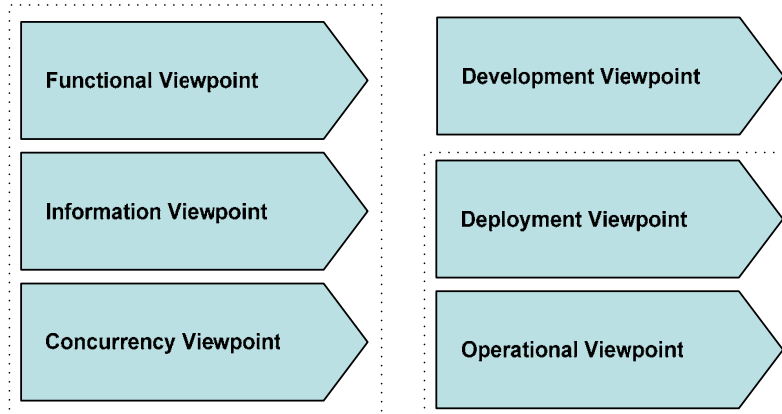 Functional Viewpoint
Information Viewpoint
Concurrency Viewpoint
Development Viewpoint
Deployment Viewpoint
Operational Viewpoint